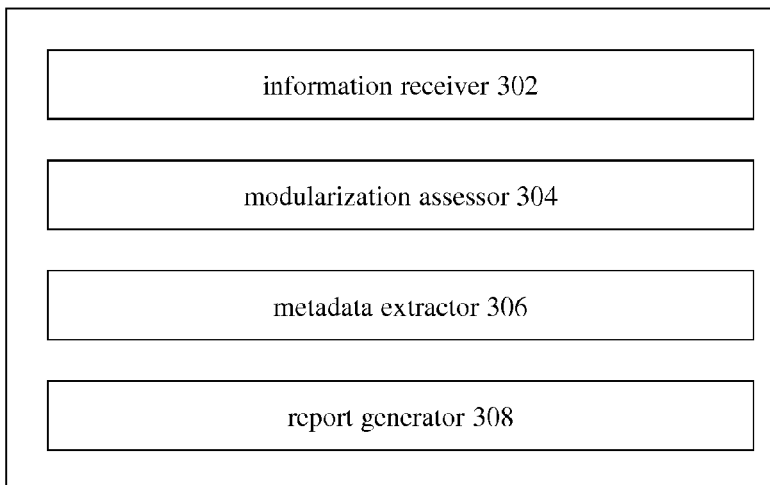 information receiver 302
modularization assessor 304
metadata extractor 306
report generator 308